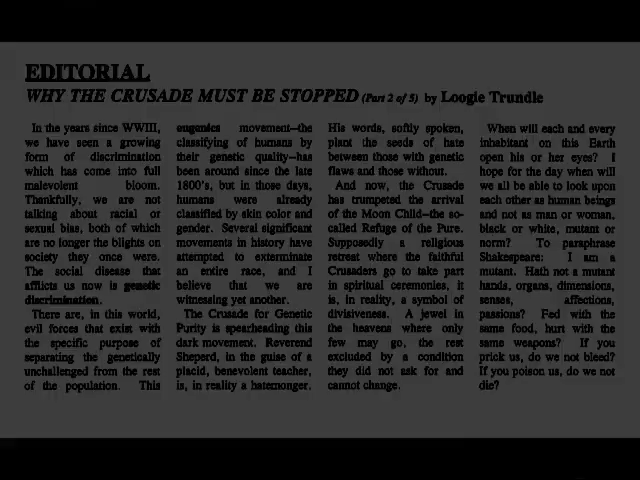 EDITORIAL
WHY THE CRUSADE MUST BE STOPPED (Part 2 of 5) by Loogie Trundle
In the years since WWIII,
we have seen a growing
form of discrimination
which has come into full
malevolent bloom.
Thankfully, we are not
talking about racial or
sexual bias, both of which
are no longer the blights on
society they once were.
The social disease that
afflicts us now is genetic
discrimination.
There are, in this world,
evil forces that exist with
the specific purpose of
separating the genetically
unchallenged from the rest
of the population. This
eugenics movement--the
classifying of humans by
their genetic quality--has
been around since the late
1800's, but in those days,
humans were already
classified by skin color and
gender. Several significant
movements in history have
attempted to exterminate
an entire race, and I
believe that we are
witnessing yet another.
The Crusade for Genetic
Purity is spearheading this
dark movement. Reverend
Sheperd, in the guise of a
placid, benevolent teacher,
is, in reality a hatemonger.
His words, softly spoken,
plant the seeds of hate
between those with genetic
flaws and those without.
And now, the Crusade
has trumpeted the arrival
of the Moon Child--the so-
called Refuge of the Pure.
Supposedly a religious
retreat where the faithful
Crusaders go to take part
in spiritual ceremonies, it
is, in reality, a symbol of
divisiveness. A jewel in
the heavens where only
few may go, the rest
excluded by a condition
they did not ask for and
cannot change.
When will each and every
inhabitant on this Earth
open his or her eyes? I
hope for the day when will
we all be able to look upon
each other as human beings
and not as man or woman,
black or white, mutant or
norm? To paraphrase
Shakespeare: I am a
mutant. Hath not a mutant
hands, organs, dimensions,
senses, affections,
passions? Fed with the
same food, hurt with the
same weapons? If you
prick us, do we not bleed?
If you poison us, do we not
die?